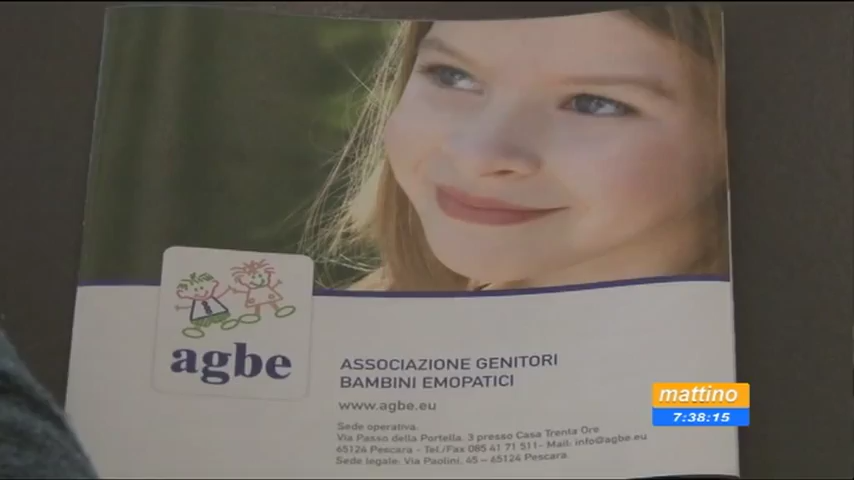 agbe
ASSOCIAZIONE GENITORI
BAMBINI EMOPATICI
www.agbe.eu
Sede operativa.
Via Passo della Portella, 3 presso Casa Trenta Ore
65124 Pescara - Tel./Fax 085 41 71 511- Mail: info@agbe.eu
Sede legale: Via Paolini, 45 - 65124 Pescara
mattino
7:38:15